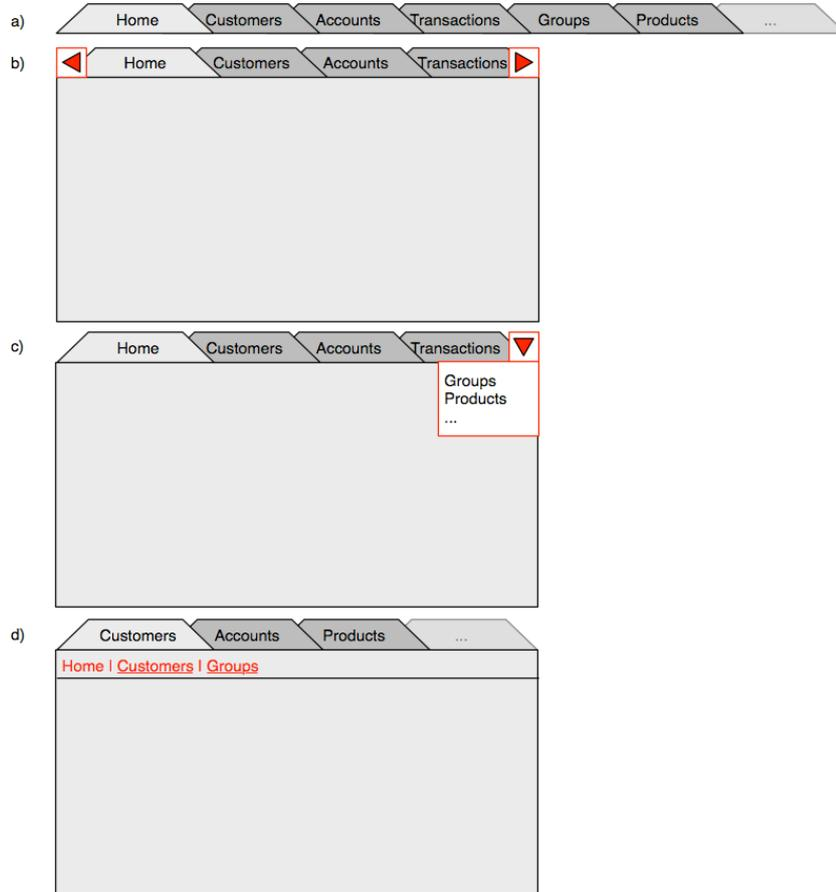 a) Home Customers Accounts Transactions Groups Products ...
b) Home Customers Accounts Transactions
c) Home Customers Accounts Transactions
Groups
Products
...
d) Customers Accounts Products ...
Home | Customers | Groups